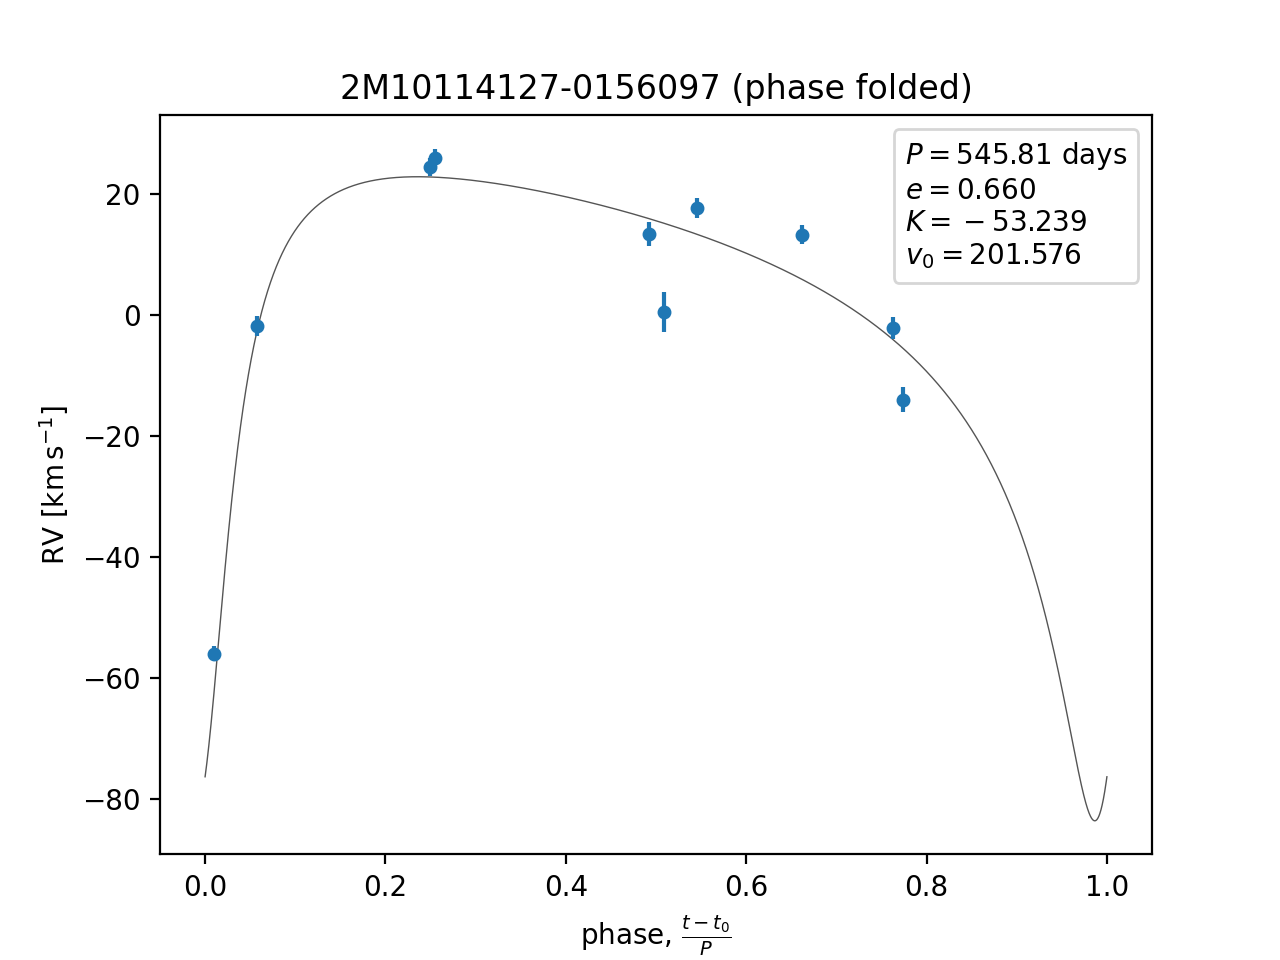 2M10114127-0156097 (phase folded)
P = 545.81 days
e = 0.660
K = −53.239
v₀ = 201.576
RV [km s⁻¹]
20
0
−20
−40
−60
−80
0.0 0.2 0.4 0.6 0.8 1.0
phase, (t − t₀)/P